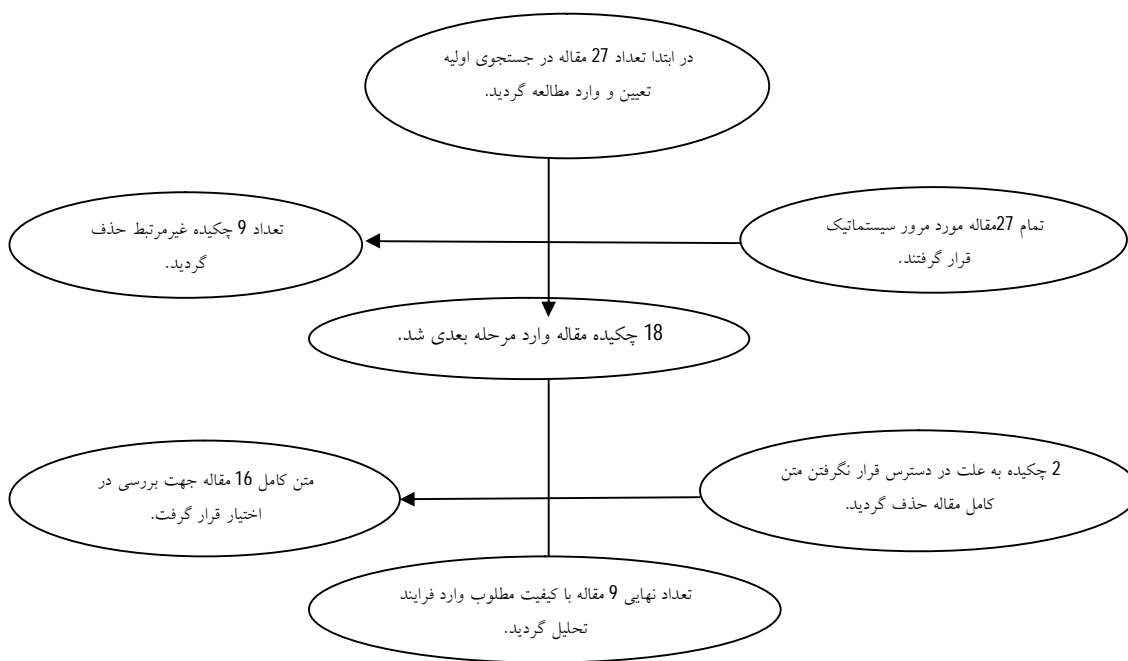 در ابتدا تعداد 27 مقاله در جستجوی اولیه
تعیین و وارد مطالعه گردید.
تمام 27مقاله مورد مرور سیستماتیک
قرار گرفتند.
تعداد 9 چکیده غیرمرتبط حذف
گردید.
18 چکیده مقاله وارد مرحله بعدی شد.
2 چکیده به علت در دسترس قرار نگرفتن متن
کامل مقاله حذف گردید.
متن کامل 16 مقاله جهت بررسی در
اختیار قرار گرفت.
تعداد نهایی 9 مقاله با کیفیت مطلوب وارد فرایند
تحلیل گردید.